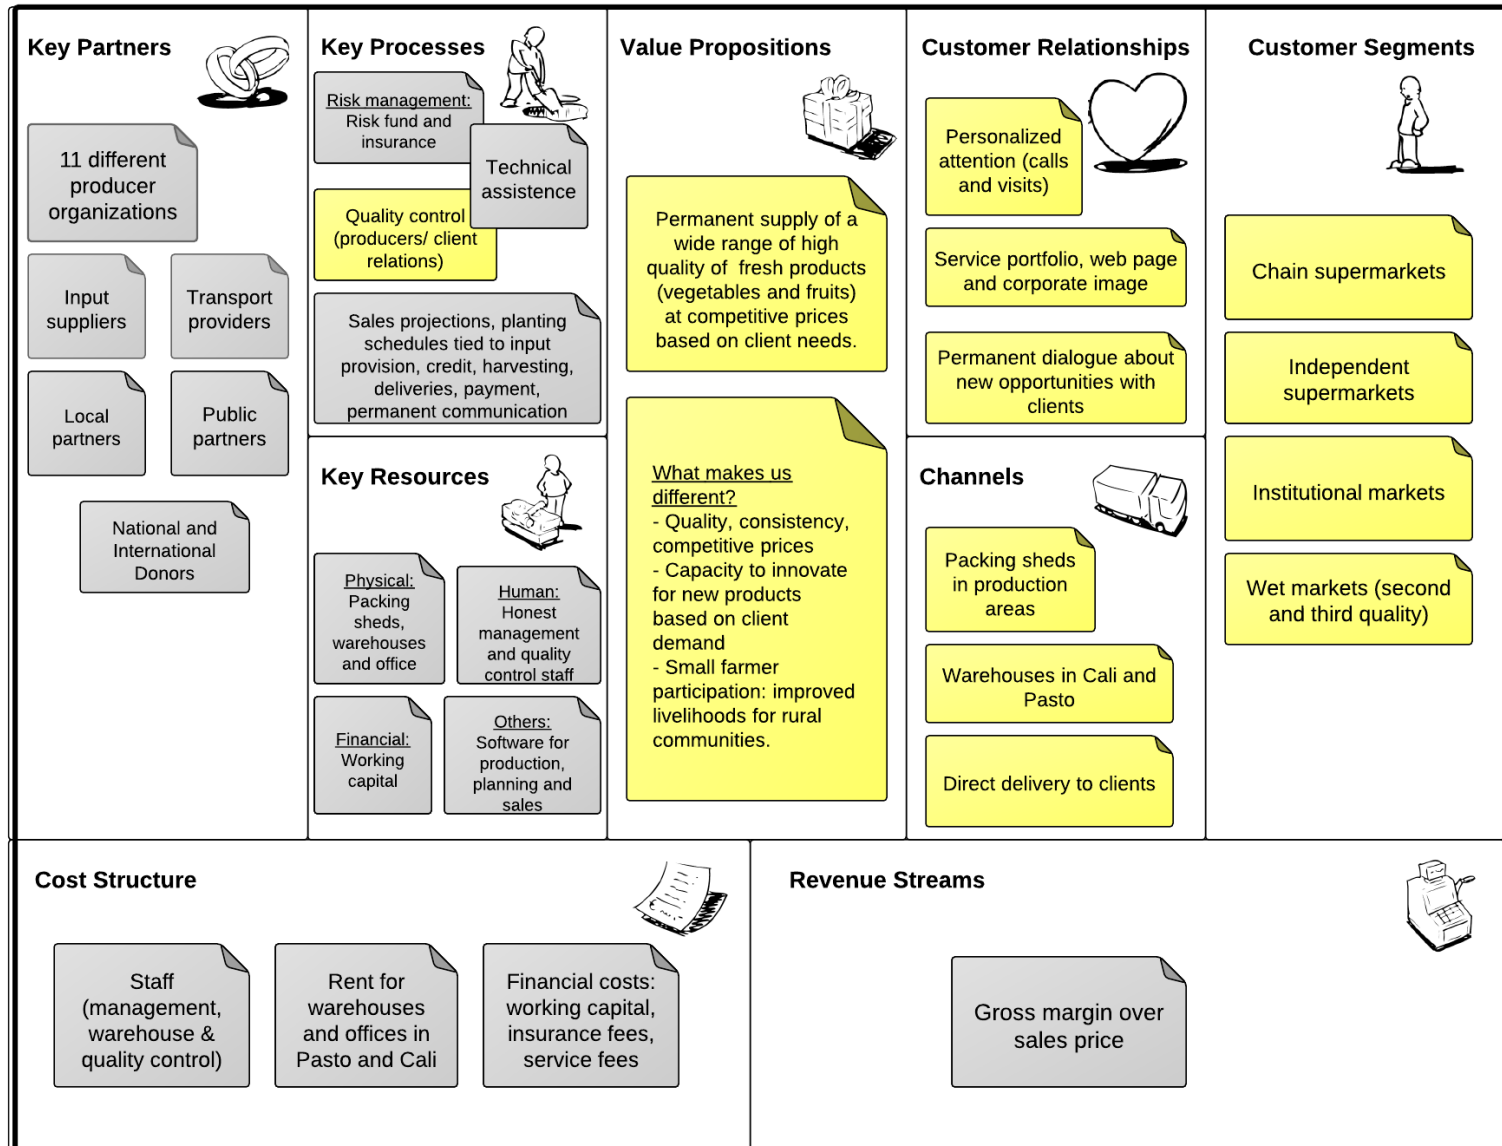 Key Partners
11 different
producer
organizations
Input
suppliers
Transport
providers
Local
partners
Public
partners
National and
International
Donors
Key Processes
Risk management:
Risk fund and
insurance
Technical
assistence
Quality control
(producers/ client
relations)
Sales projections, planting
schedules tied to input
provision, credit, harvesting,
deliveries, payment,
permanent communication
Key Resources
Physical:
Packing
sheds,
warehouses
and office
Human:
Honest
management
and quality
control staff
Financial:
Working
capital
Others:
Software for
production,
planning and
sales
Value Propositions
Permanent supply of a
wide range of high
quality of fresh products
(vegetables and fruits)
at competitive prices
based on client needs.
What makes us
different?
- Quality, consistency,
competitive prices
- Capacity to innovate
for new products
based on client
demand
- Small farmer
participation: improved
livelihoods for rural
communities.
Customer Relationships
Personalized
attention (calls
and visits)
Service portfolio, web page
and corporate image
Permanent dialogue about
new opportunities with
clients
Channels
Packing sheds
in production
areas
Warehouses in Cali and
Pasto
Direct delivery to clients
Customer Segments
Chain supermarkets
Independent
supermarkets
Institutional markets
Wet markets (second
and third quality)
Cost Structure
Staff
(management,
warehouse &
quality control)
Rent for
warehouses
and offices in
Pasto and Cali
Financial costs:
working capital,
insurance fees,
service fees
Revenue Streams
Gross margin over
sales price